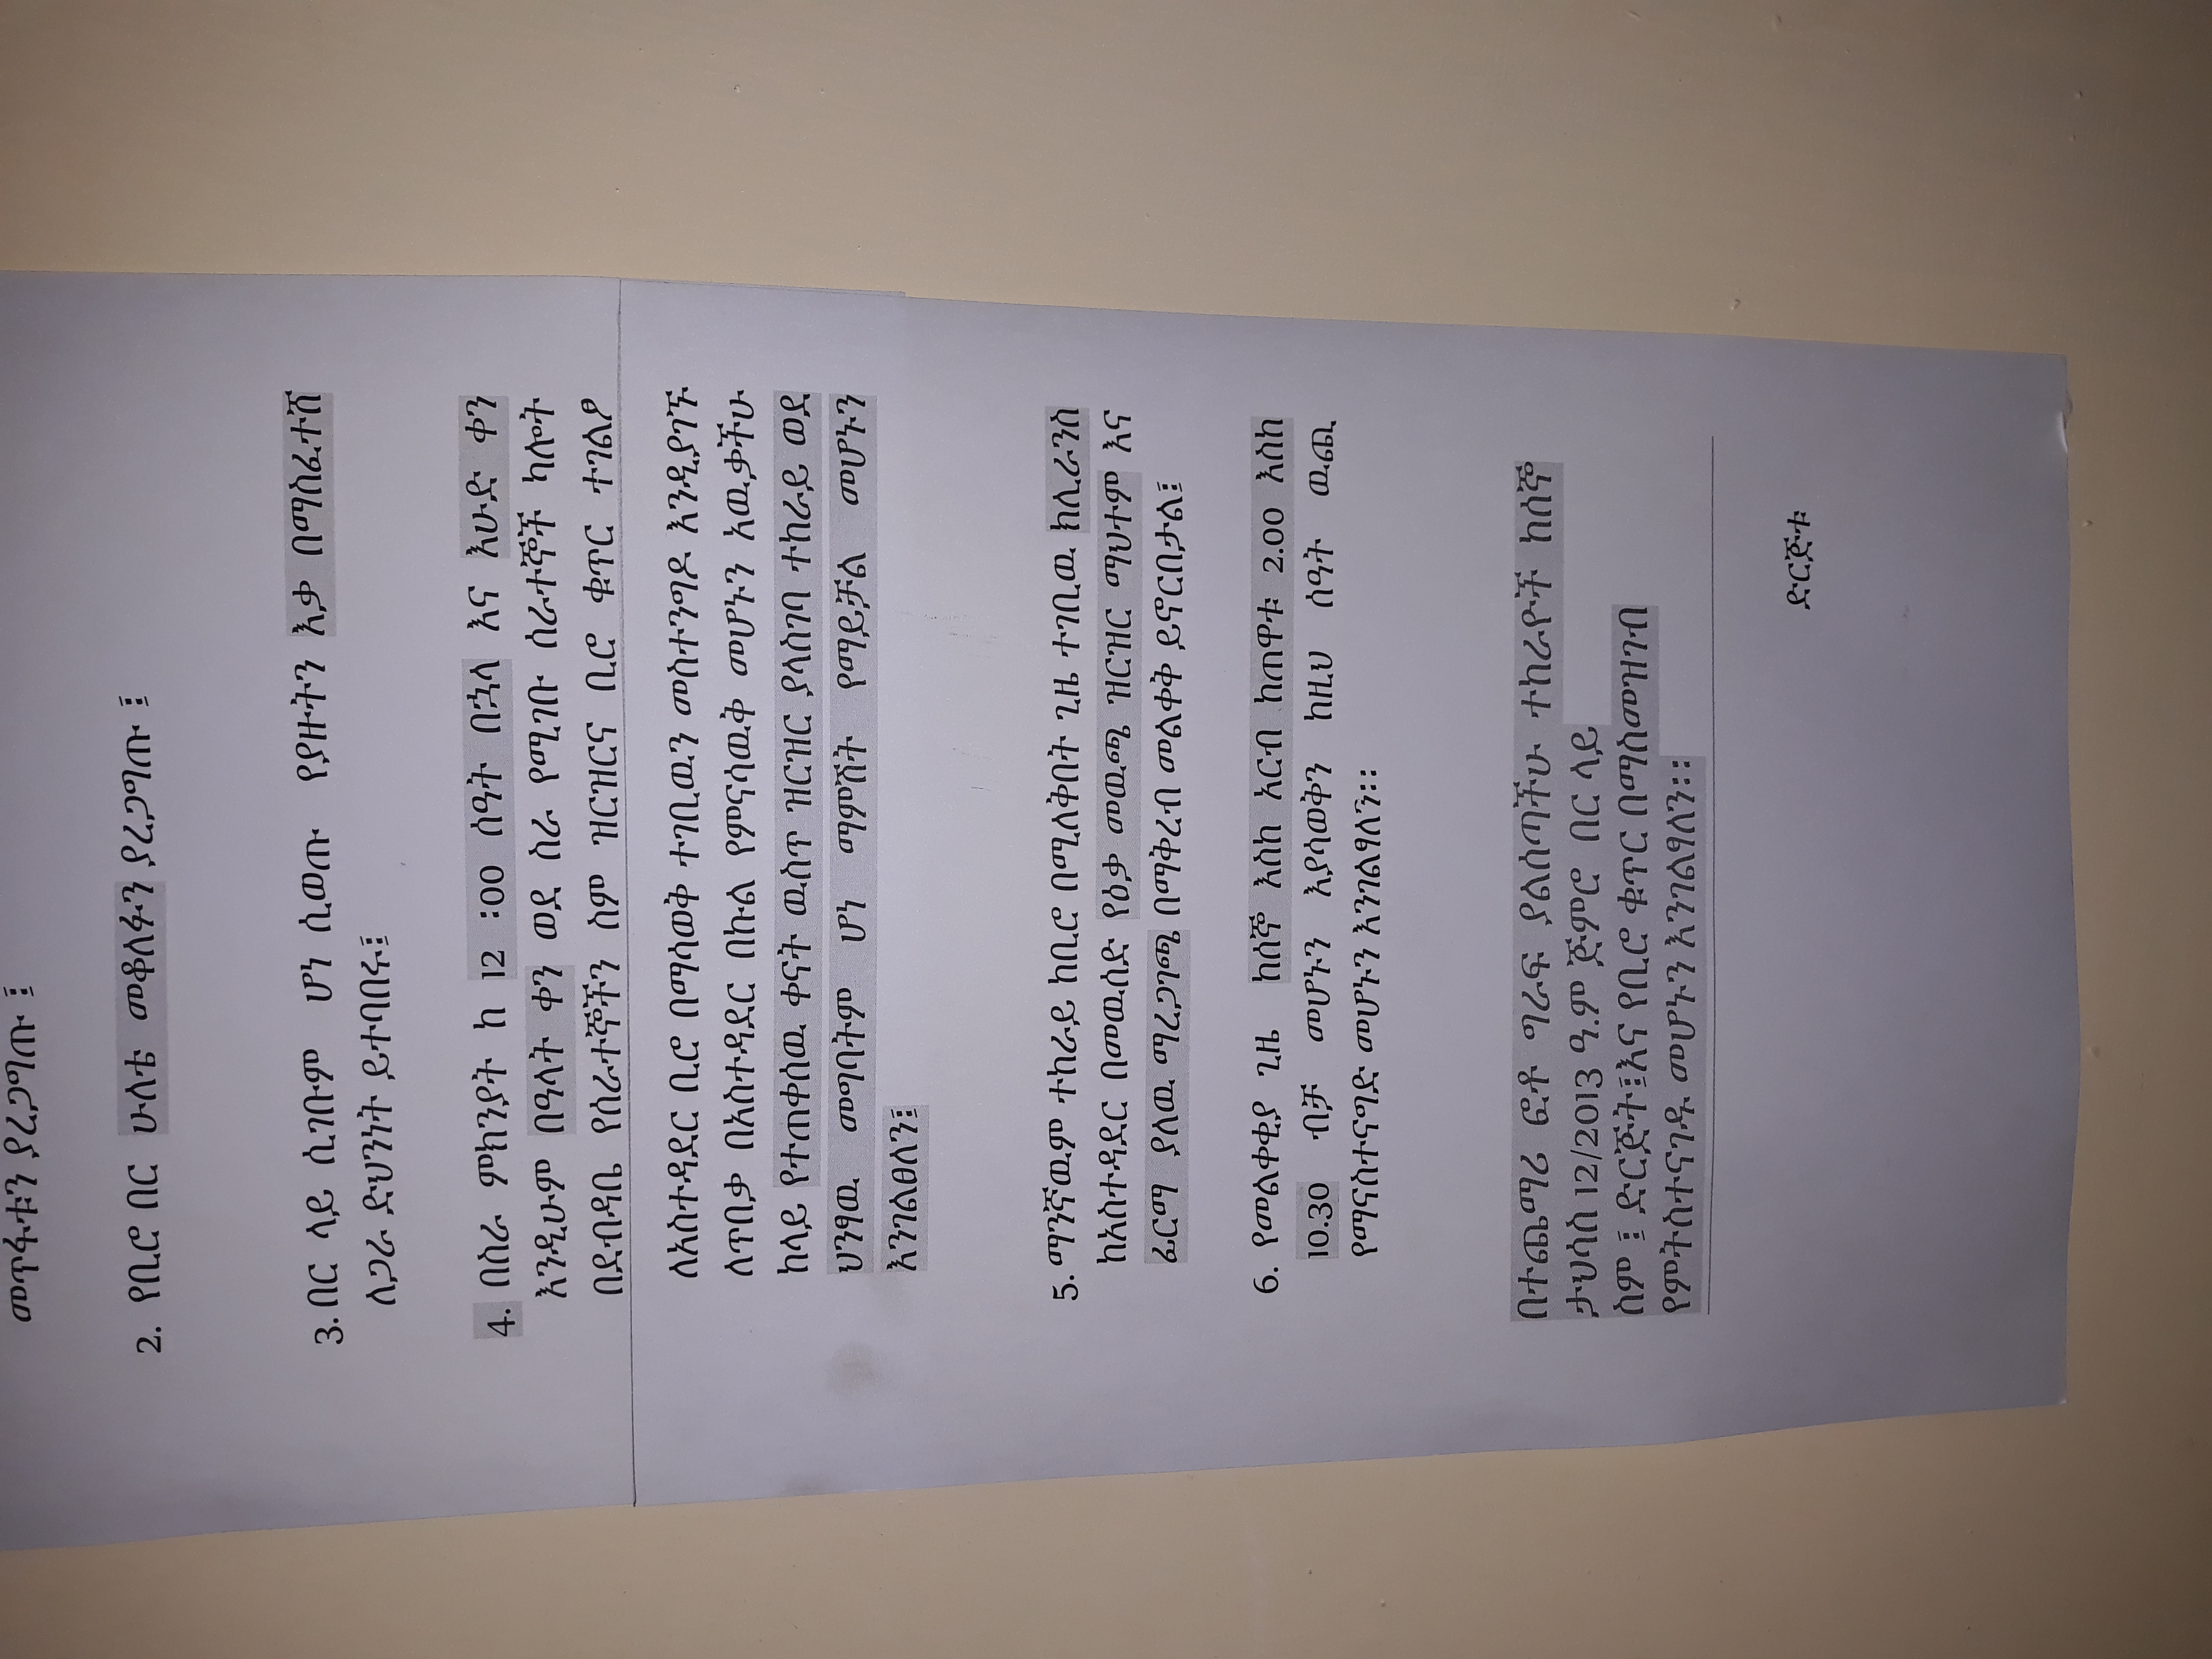 መጥፋቱን ያረጋግጡ ፤
2. የቢሮ በር ሁለቴ መቆለፉን ያረጋግጡ ፤
3. በር ላይ ሲገቡም ሆነ ሲወጡ የያዙትን እቃ በማስፈተሽ
ለጋራ ድህንነት ይተባበሩ፤
4. በስራ ምክንያት ከ 12 ፡00 ሰዓት በኋላ እና እሁድ ቀን
እንዲሁም በዓላት ቀን ወደ ስራ የሚገቡ ሰራተኞች ካሎት
በደብዳቤ የሰራተኞችን ስም ዝርዝርና ቢሮ ቁጥር ተገልፆ
ለአስተዳደር ቢሮ በማሳወቅ ተገቢዉን መስተንግዶ እንዲያገኙ
ለጥበቃ በአስተዳደር በኩል የምናሳዉቅ መሆኑን አዉቃችሁ
ከላይ የተጠቀሰዉ ቀናት ዉስጥ ዝርዝር ያላስገባ ተከራይ ወደ
ህንፃዉ መግባትም ሆነ ማምሸት የማይቻል መሆኑን
እንገልፀለን፤
5. ማንኛዉም ተከራይ ከቢሮ በሚለቅበት ጊዜ ተገቢዉ ክሊራንስ
ከአስተዳደር በመዉሰድ የዕቃ መዉጫ ዝርዝር ማህተም እና
ፊርማ ያለዉ ማረጋገጫ በማቅረብ መልቀቅ ይኖርበታል፤
6. የመልቀቂያ ጊዜ ከሰኞ እስከ አርብ ከጠዋቱ 2.00 እስከ
10.30 ብቻ መሆኑን እያሳወቅን ከዚህ ሰዓት ዉጪ
የማናስተናግድ መሆኑን እንገልፃለን፡፡
በተጨማሪ ፎቶ ግራፍ ያልሰጣችሁ ተከራዮች ከሰኞ
ታህሳስ 12/2013 ዓ.ም ጅምሮ በር ላይ
ስም ፤ ድርጅት፤እና የቢሮ ቁጥር በማስመዝገብ
የምትስተናገዱ መሆኑን እንገልፃለን፡፡
ድርጅቱ